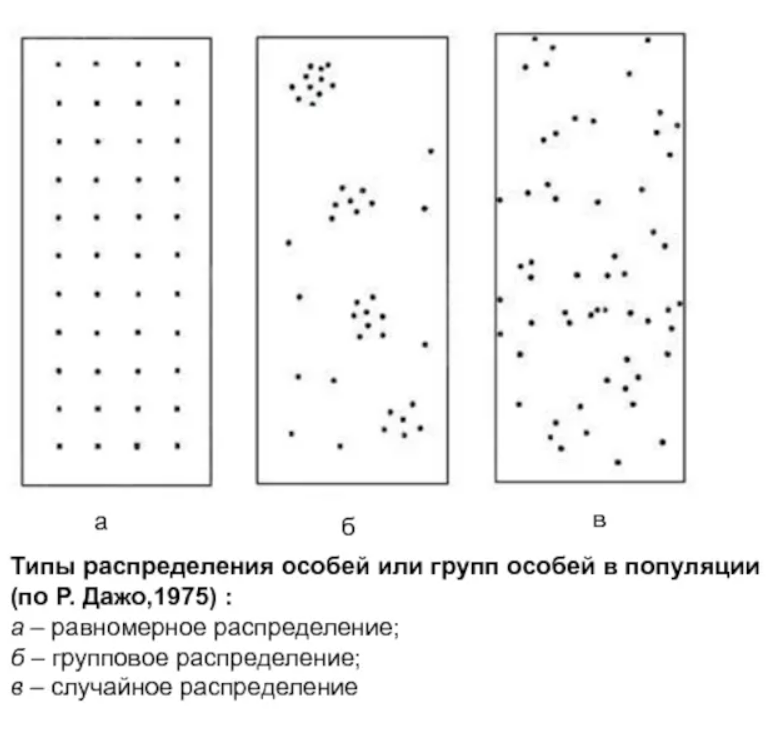 а
б
в
Типы распределения особей или групп особей в популяции
(по Р. Дажо,1975) :
а – равномерное распределение;
б – групповое распределение;
в – случайное распределение